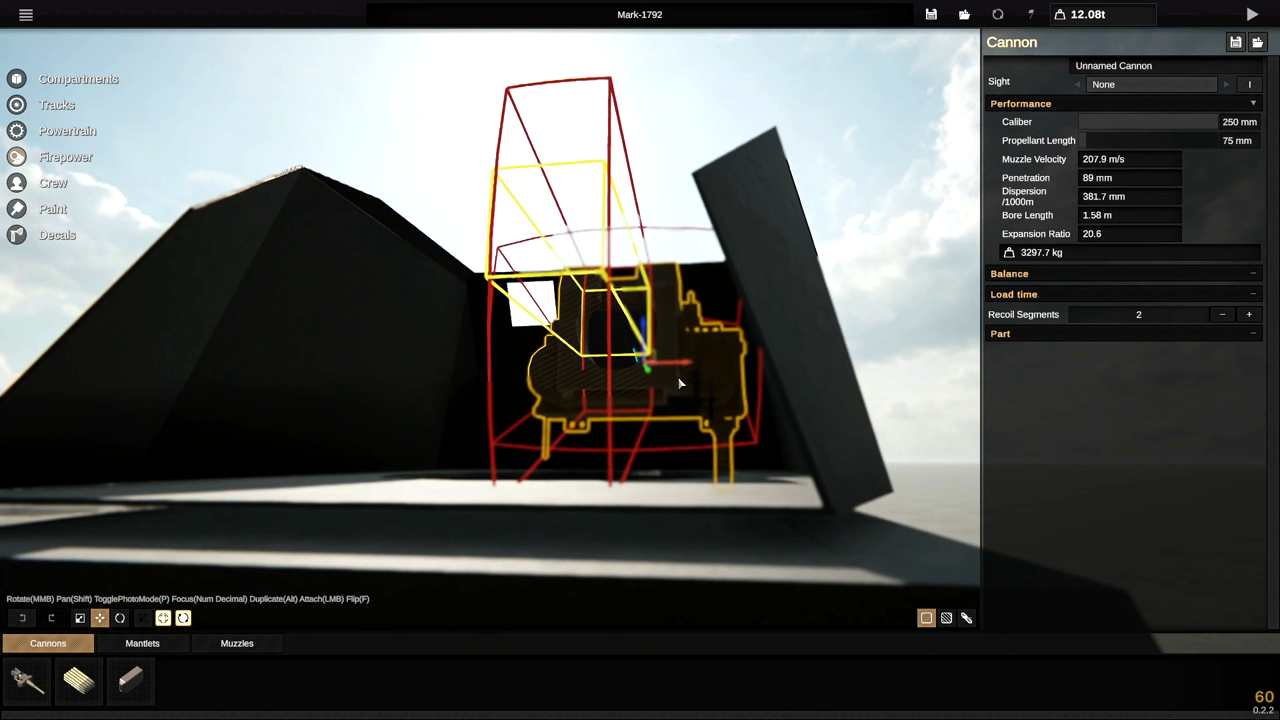 Mark-1792
12.08t
Compartments
Tracks
Powertrain
Firepower
Crew
Paint
Decals
Cannon
Unnamed Cannon
Sight None
Performance
Caliber 250 mm
Propellant Length 75 mm
Muzzle Velocity 207.9 m/s
Penetration 89 mm
Dispersion /1000m 381.7 mm
Bore Length 1.58 m
Expansion Ratio 20.6
3297.7 kg
Balance
Load time
Recoil Segments 2
Part
Rotate(MMB) Pan(Shift) TogglePhotoMode(P) Focus(Num Decimal) Duplicate(Alt) Attach(LMB) Flip(F)
Cannons Mantlets Muzzles
60
0.2.2